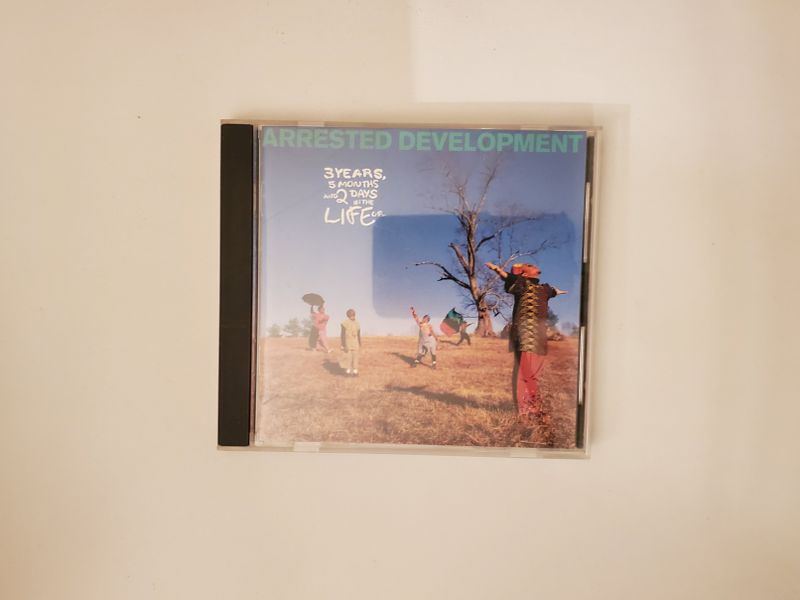 ARRESTED DEVELOPMENT
3 YEARS,
5 MONTHS
AND 2 DAYS
IN THE
LIFE OF..